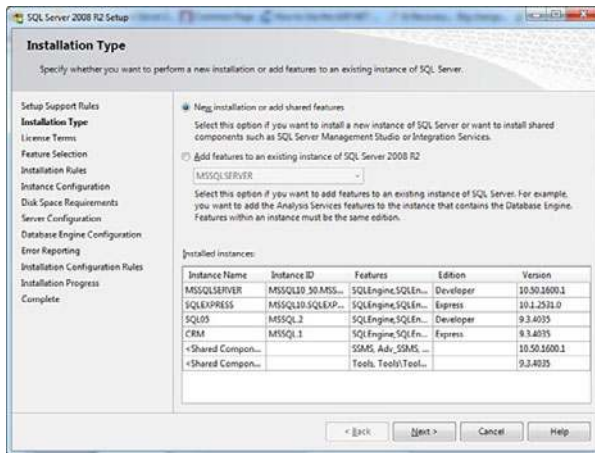 SQL Server 2008 R2 Setup
Installation Type
Specify whether you want to perform a new installation or add features to an existing instance of SQL Server.
Setup Support Rules
Installation Type
License Terms
Feature Selection
Installation Rules
Instance Configuration
Disk Space Requirements
Server Configuration
Database Engine Configuration
Error Reporting
Installation Configuration Rules
Installation Progress
Complete
New installation or add shared features
Select this option if you want to install a new instance of SQL Server or want to install shared
components such as SQL Server Management Studio or Integration Services.
Add features to an existing instance of SQL Server 2008 R2
MSSQLSERVER
Select this option if you want to add features to an existing instance of SQL Server. For example,
you want to add the Analysis Services features to the instance that contains the Database Engine.
Features within an instance must be the same edition.
Installed instances:
Instance Name Instance ID Features Edition Version
MSSQLSERVER MSSQL10_50.MSS... SQLEngine,SQLEn... Developer 10.50.1600.1
SQLEXPRESS MSSQL10.SQLEXP... SQLEngine,SQLEn... Express 10.1.2531.0
SQL05 MSSQL.2 SQLEngine,SQLEn... Developer 9.3.4035
CRM MSSQL.1 SQLEngine,SQLEn... Express 9.3.4035
<Shared Compon... SSMS, Adv_SSMS, ... 10.50.1600.1
<Shared Compon... Tools, Tools\Tool... 9.3.4035
< Back Next > Cancel Help